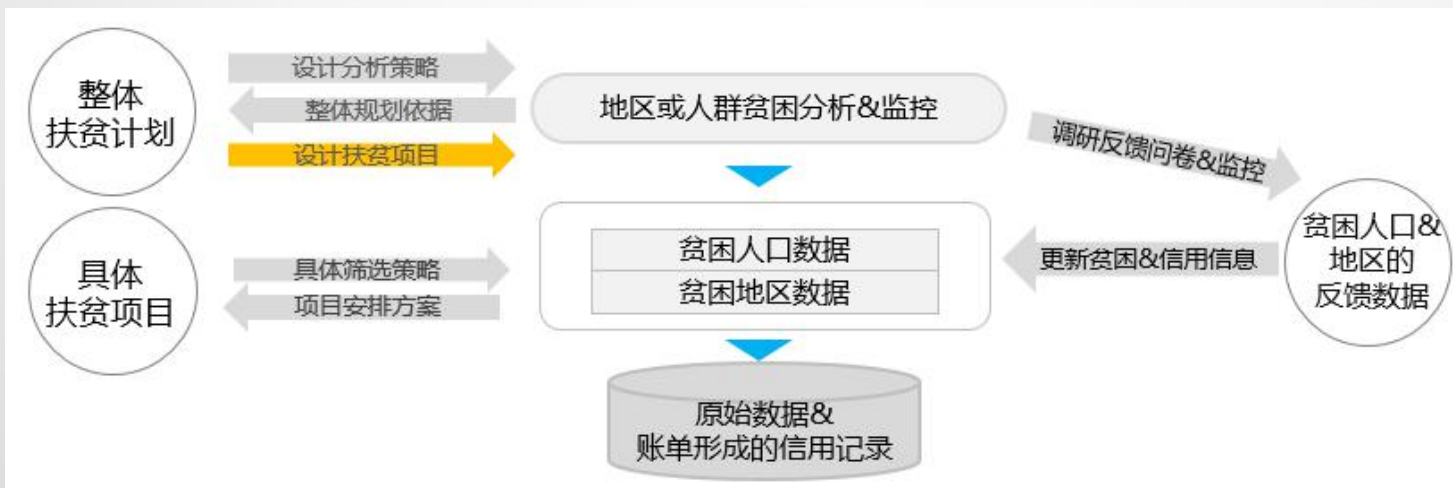 整体
扶贫计划
设计分析策略
整体规划依据
设计扶贫项目
地区或人群贫困分析&监控
调研反馈问卷&监控
具体
扶贫项目
具体筛选策略
项目安排方案
贫困人口数据
贫困地区数据
更新贫困&信用信息
贫困人口&
地区的
反馈数据
原始数据&
账单形成的信用记录